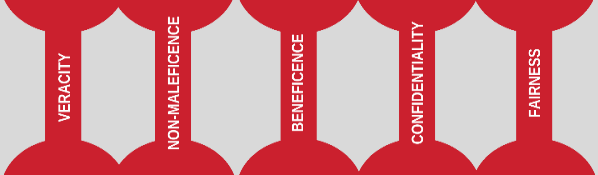 VERACITY
NON-MALEFICENCE
BENEFICENCE
CONFIDENTIALITY
FAIRNESS